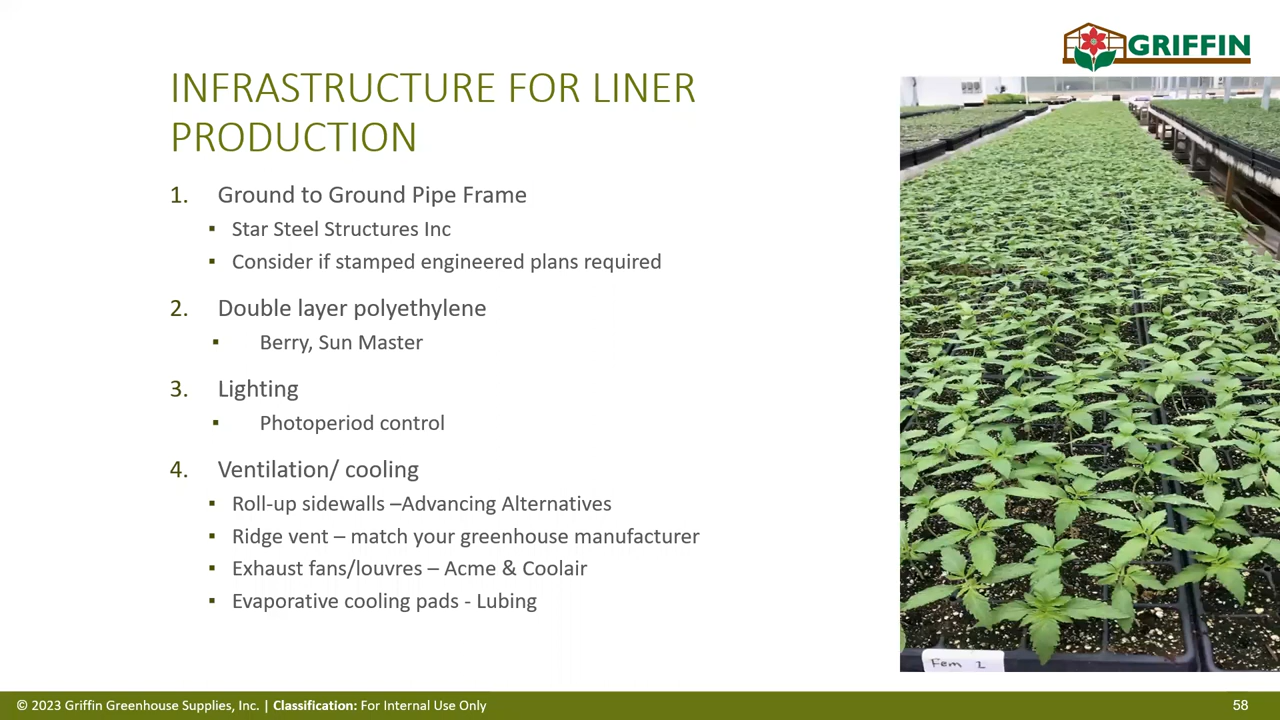 GRIFFIN
INFRASTRUCTURE FOR LINER
PRODUCTION
1. Ground to Ground Pipe Frame
▪ Star Steel Structures Inc
▪ Consider if stamped engineered plans required
2. Double layer polyethylene
▪ Berry, Sun Master
3. Lighting
▪ Photoperiod control
4. Ventilation/ cooling
▪ Roll-up sidewalls –Advancing Alternatives
▪ Ridge vent – match your greenhouse manufacturer
▪ Exhaust fans/louvres – Acme & Coolair
▪ Evaporative cooling pads - Lubing
Fem 2
© 2023 Griffin Greenhouse Supplies, Inc. | Classification: For Internal Use Only
58